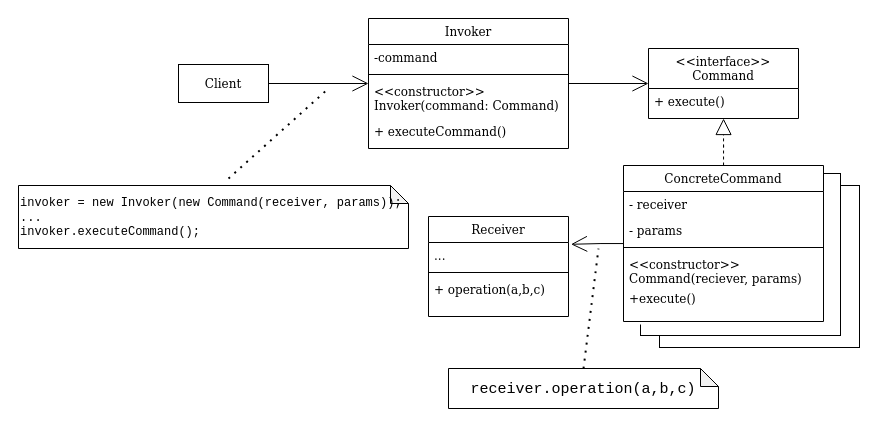 Invoker
-command
<<constructor>>
Invoker(command: Command)
+ executeCommand()
Client
<<interface>>
Command
+ execute()
invoker = new Invoker(new Command(receiver, params));
...
invoker.executeCommand();
Receiver
...
+ operation(a,b,c)
ConcreteCommand
- receiver
- params
<<constructor>>
Command(reciever, params)
+execute()
receiver.operation(a,b,c)